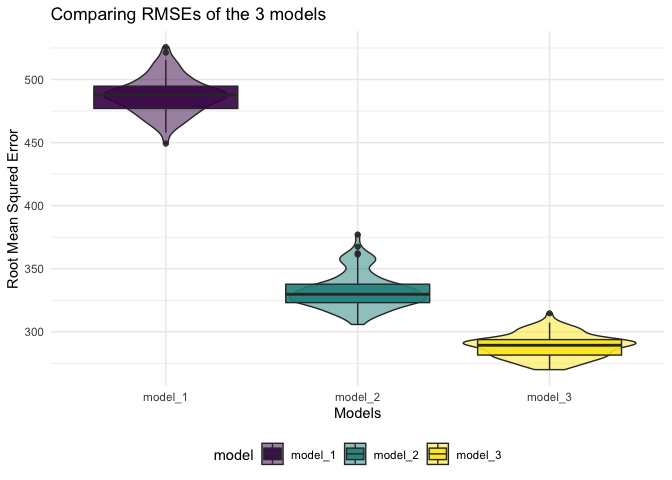 Comparing RMSEs of the 3 models
Root Mean Squred Error
500
450
400
350
300
model_1 model_2 model_3
Models
model model_1 model_2 model_3